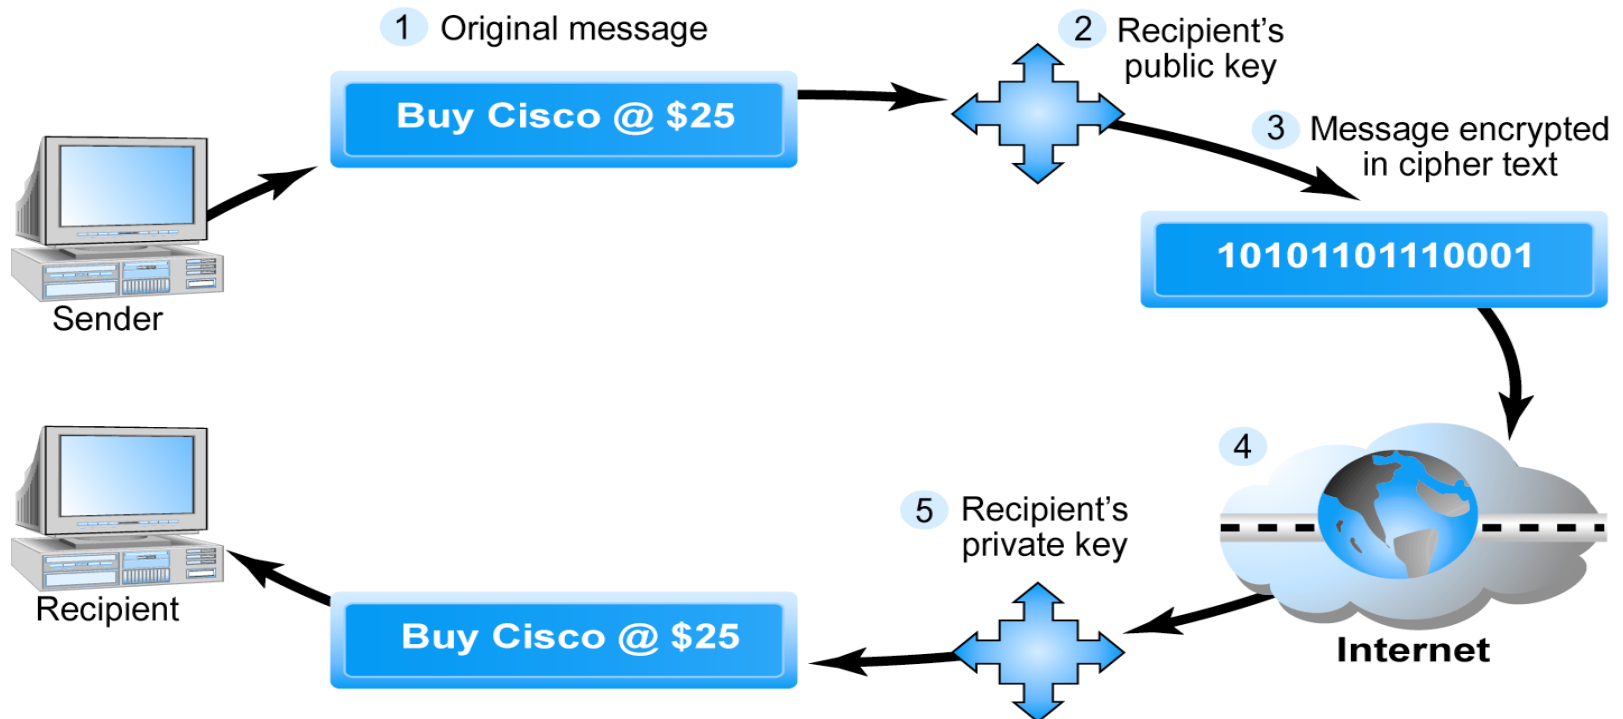 1 Original message
Buy Cisco @ $25
2 Recipient's
public key
3 Message encrypted
in cipher text
10101101110001
Sender
4
Internet
5 Recipient's
private key
Buy Cisco @ $25
Recipient